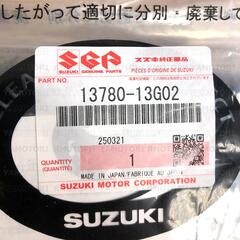 したがって適切に分別・廃棄して
SGP
SUZUKI
GENUINE PARTS
スズキ純正部品
PIÈCES D'ORIGINE DE SUZUKI
PART NO.
13780-13G02
250321
QUANTITY
(QUANTITÉ)
1
MADE IN JAPAN/FABRIQUE AU JAPON
SUZUKI MOTOR CORPORATION
SUZUKI